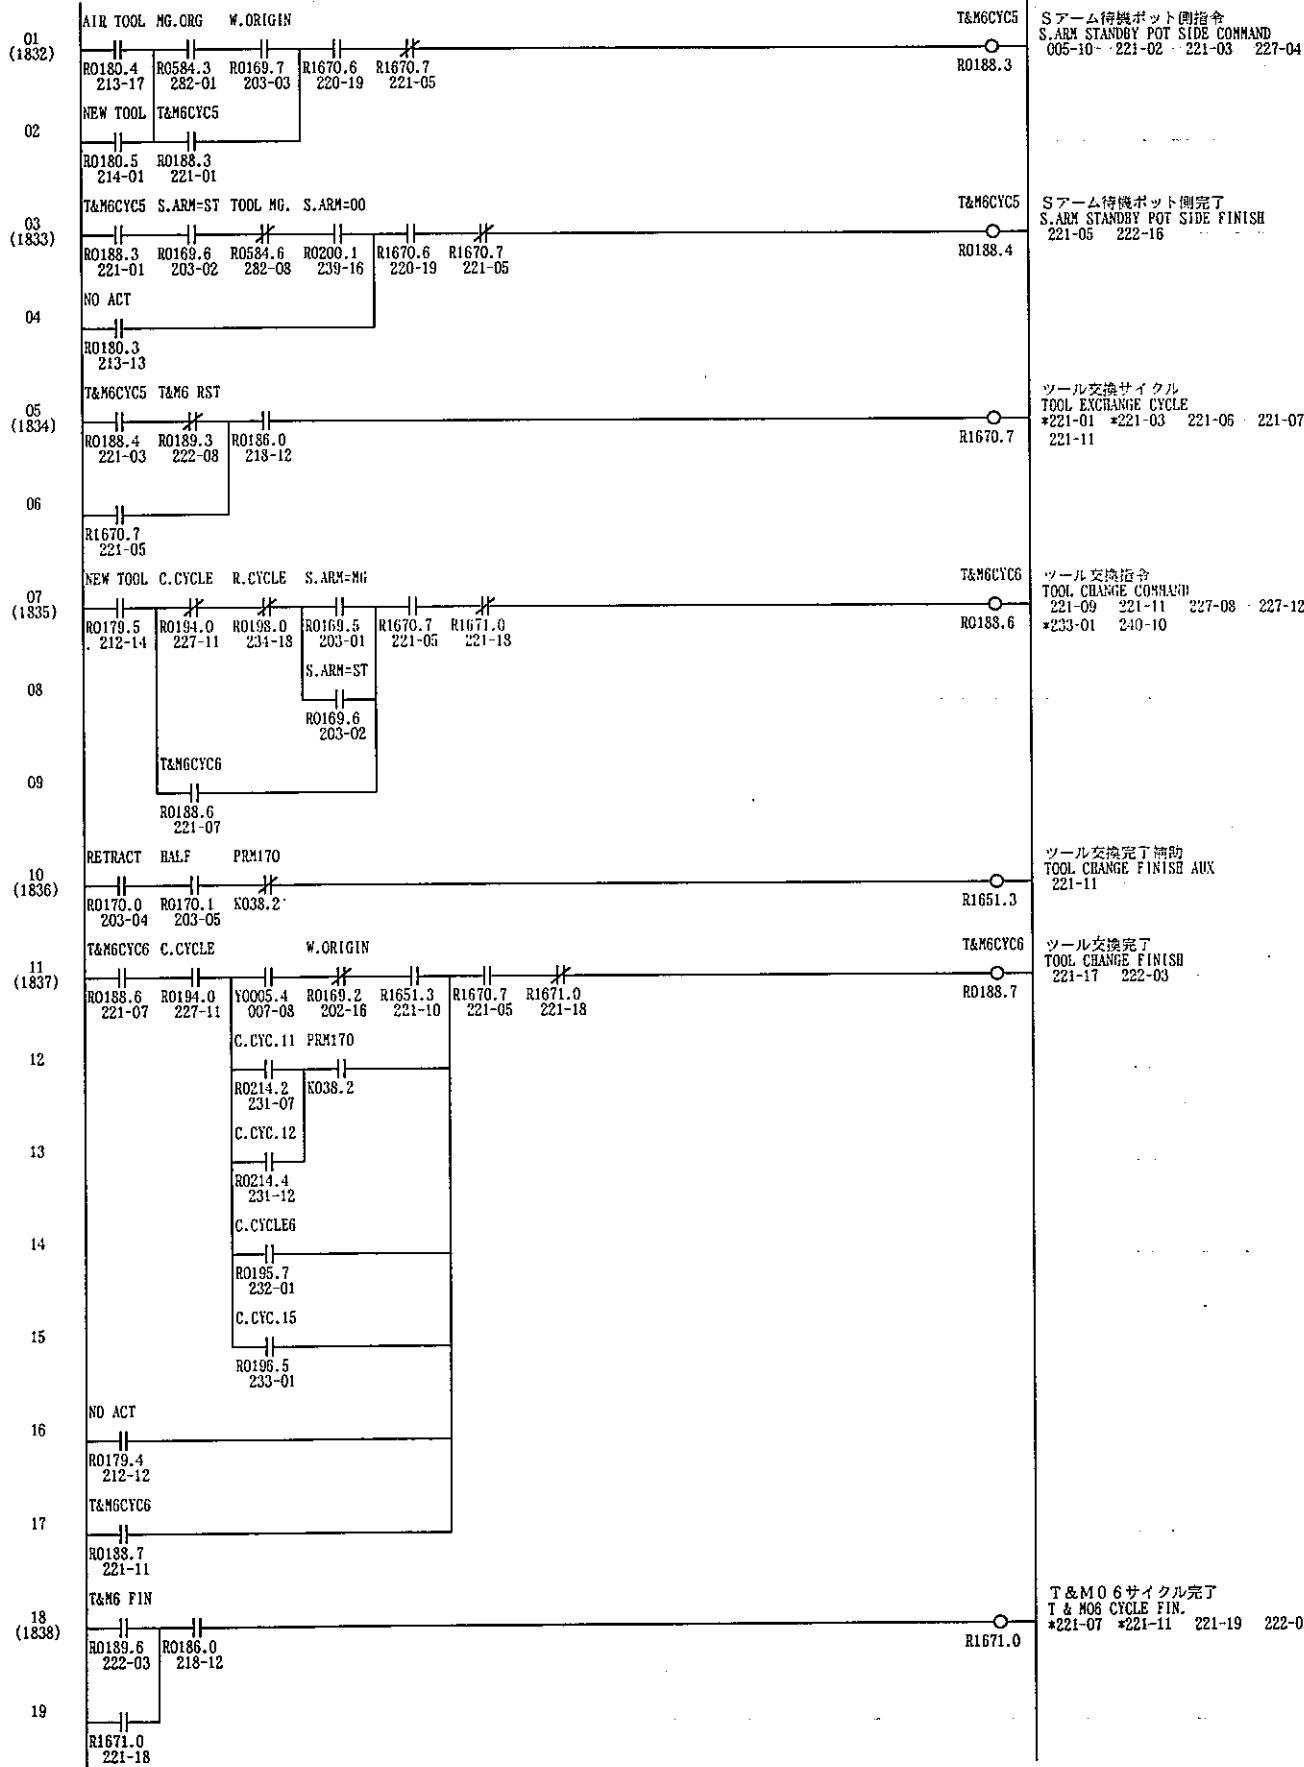 AIR TOOL MG.ORG W.ORIGIN T&M6CYC5 Sアーム待機ポット側指令
01 S.ARM STANDBY POT SIDE COMMAND
(1832) 005-10 221-02 221-03 227-04
R0180.4 R0584.3 R0169.7 R1670.6 R1670.7 R0188.3
213-17 282-01 203-03 220-19 221-05
NEW TOOL T&M6CYC5
02
R0180.5 R0188.3
214-01 221-01
T&M6CYC5 S.ARM=ST TOOL MG. S.ARM=OO T&M6CYC5 Sアーム待機ポット側完了
03 S.ARM STANDBY POT SIDE FINISH
(1833) 221-05 222-16
R0188.3 R0169.6 R0584.6 R0200.1 R1670.6 R1670.7 R0188.4
221-01 203-02 282-08 239-16 220-19 221-05
NO ACT
04
R0180.3
213-13
T&M6CYC5 T&M6 RST ツール交換サイクル
05 TOOL EXCHANGE CYCLE
(1834) *221-01 *221-03 221-06 221-07
R0188.4 R0189.3 R0186.0 R1670.7 221-11
221-03 222-08 218-12
06
R1670.7
221-05
NEW TOOL C.CYCLE R.CYCLE S.ARM=MG T&M6CYC6 ツール交換指令
07 TOOL CHANGE COMMAND
(1835) 221-09 221-11 227-08 227-12
R0179.5 R0194.0 R0198.0 R0169.5 R1670.7 R1671.0 R0188.6 *233-01 240-10
212-14 227-11 234-18 203-01 221-05 221-18
S.ARM=ST
08
R0169.6
203-02
T&M6CYC6
09
R0188.6
221-07
RETRACT HALF PRM170 ツール交換完了補助
10 TOOL CHANGE FINISH AUX
(1836) 221-11
R0170.0 R0170.1 K038.2 R1651.3
203-04 203-05
T&M6CYC6 C.CYCLE W.ORIGIN T&M6CYC6 ツール交換完了
11 TOOL CHANGE FINISH
(1837) 221-17 222-03
R0188.6 R0194.0 Y0005.4 R0169.2 R1651.3 R1670.7 R1671.0 R0188.7
221-07 227-11 007-08 202-16 221-10 221-05 221-18
C.CYC.11 PRM170
12
R0214.2 K038.2
231-07
C.CYC.12
13
R0214.4
231-12
C.CYCLE6
14
R0195.7
232-01
C.CYC.15
15
R0196.5
233-01
NO ACT
16
R0179.4
212-12
T&M6CYC6
17
R0188.7
221-11
T&M6 FIN T&M06サイクル完了
18 T & M06 CYCLE FIN.
(1838) *221-07 *221-11 221-19 222-0
R0189.6 R0186.0 R1671.0
222-03 218-12
19
R1671.0
221-18